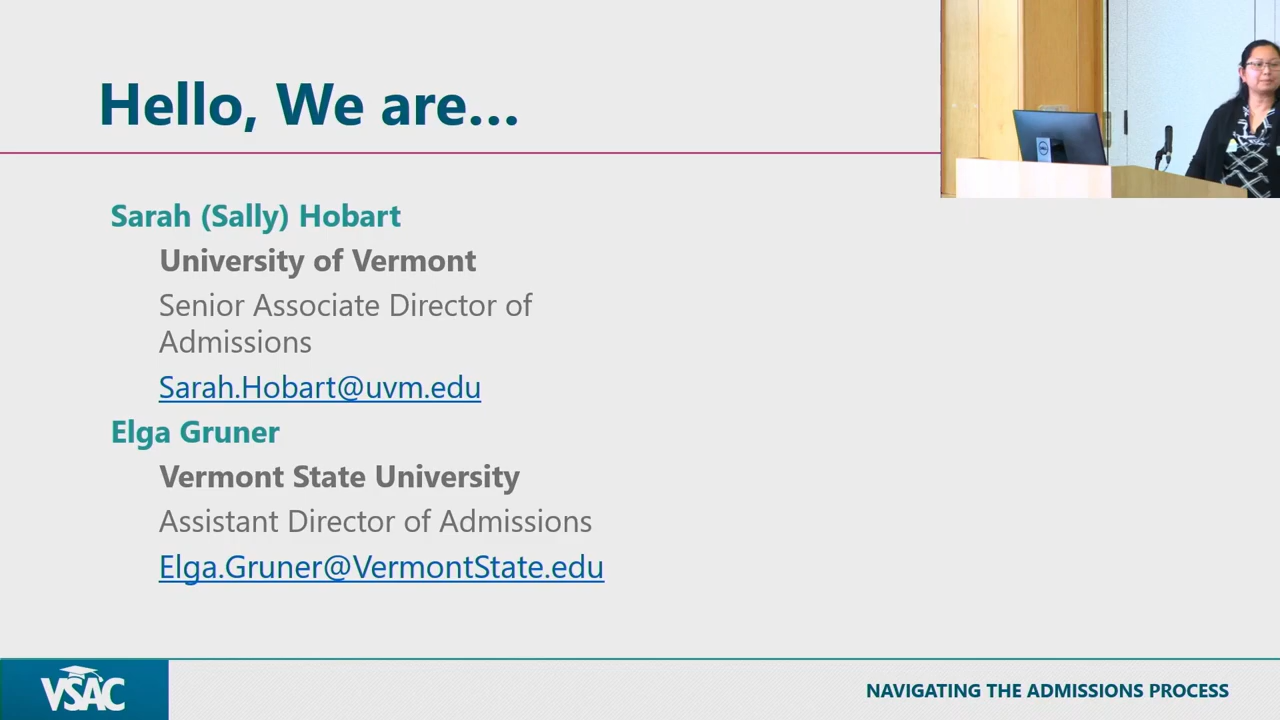 Hello, We are...
Sarah (Sally) Hobart
University of Vermont
Senior Associate Director of
Admissions
Sarah.Hobart@uvm.edu
Elga Gruner
Vermont State University
Assistant Director of Admissions
Elga.Gruner@VermontState.edu
VSAC
NAVIGATING THE ADMISSIONS PROCESS